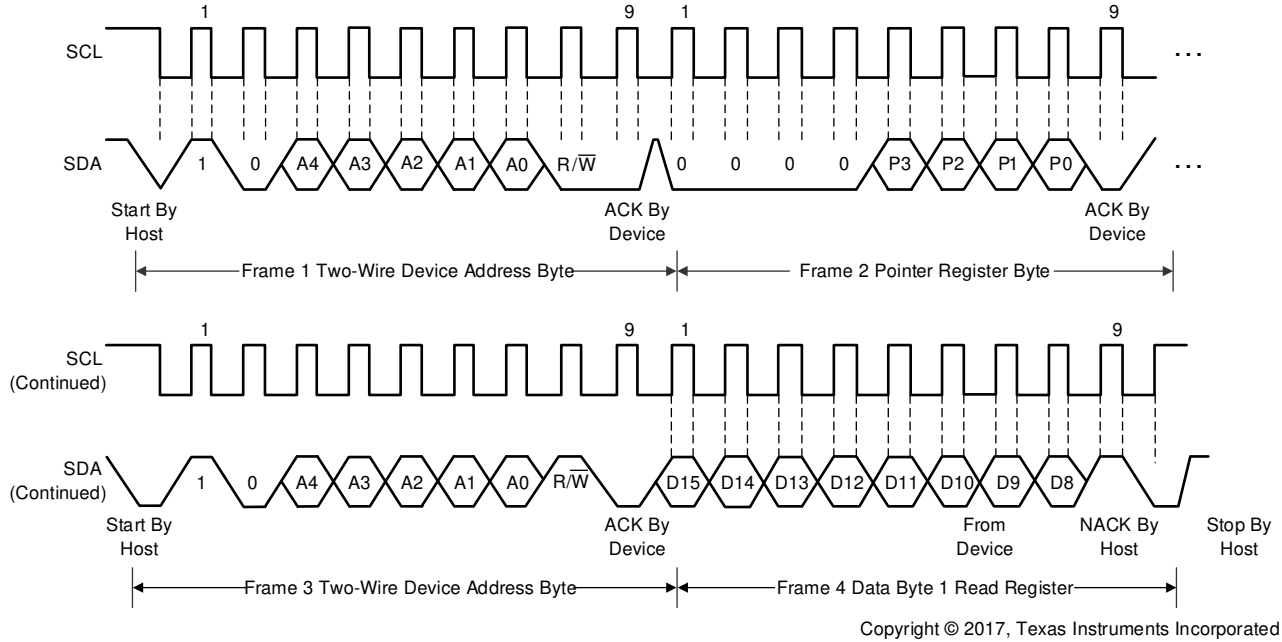 1 9 1 9
SCL ...
SDA 1 0 A4 A3 A2 A1 A0 R/W̅ 0 0 0 0 P3 P2 P1 P0 ...
Start By Host ACK By Device ACK By Device
Frame 1 Two-Wire Device Address Byte Frame 2 Pointer Register Byte
1 9 1 9
SCL (Continued)
SDA (Continued) 1 0 A4 A3 A2 A1 A0 R/W̅ D15 D14 D13 D12 D11 D10 D9 D8
Start By Host ACK By Device From Device NACK By Host Stop By Host
Frame 3 Two-Wire Device Address Byte Frame 4 Data Byte 1 Read Register
Copyright © 2017, Texas Instruments Incorporated